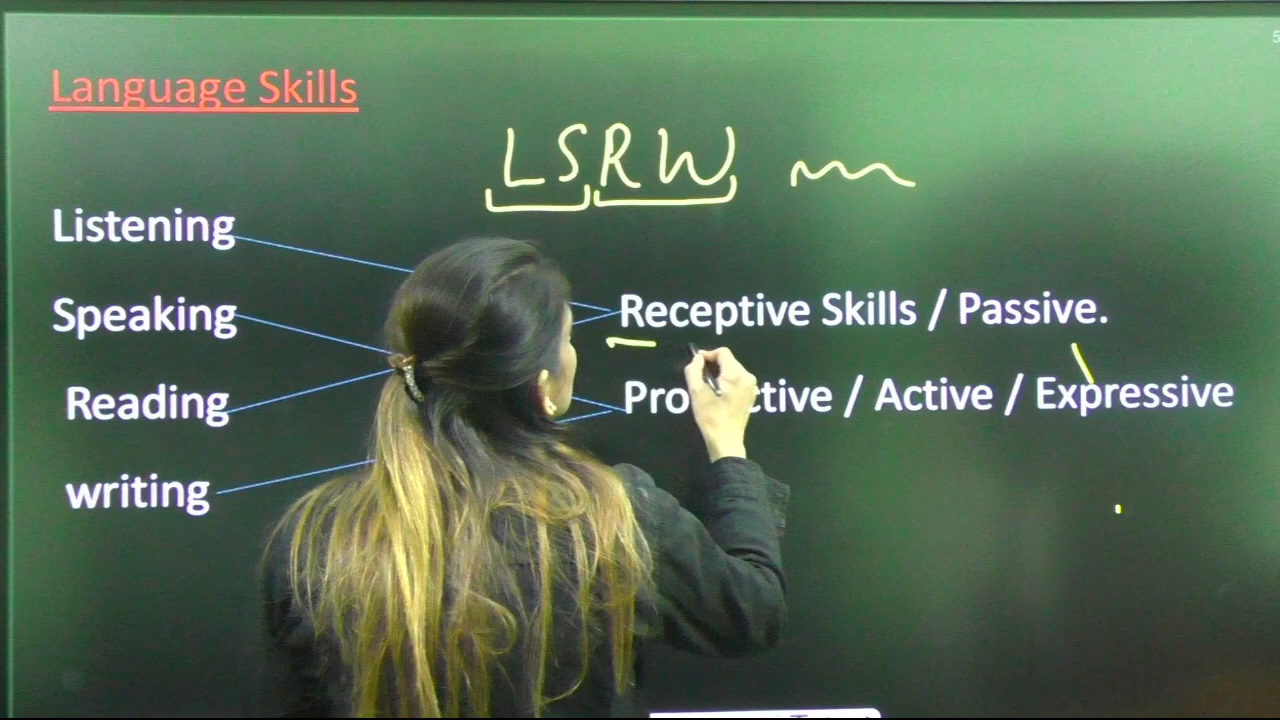 Language Skills
LSRW
Listening
Speaking
Receptive Skills / Passive.
Reading
/ Active / Expressive
writing